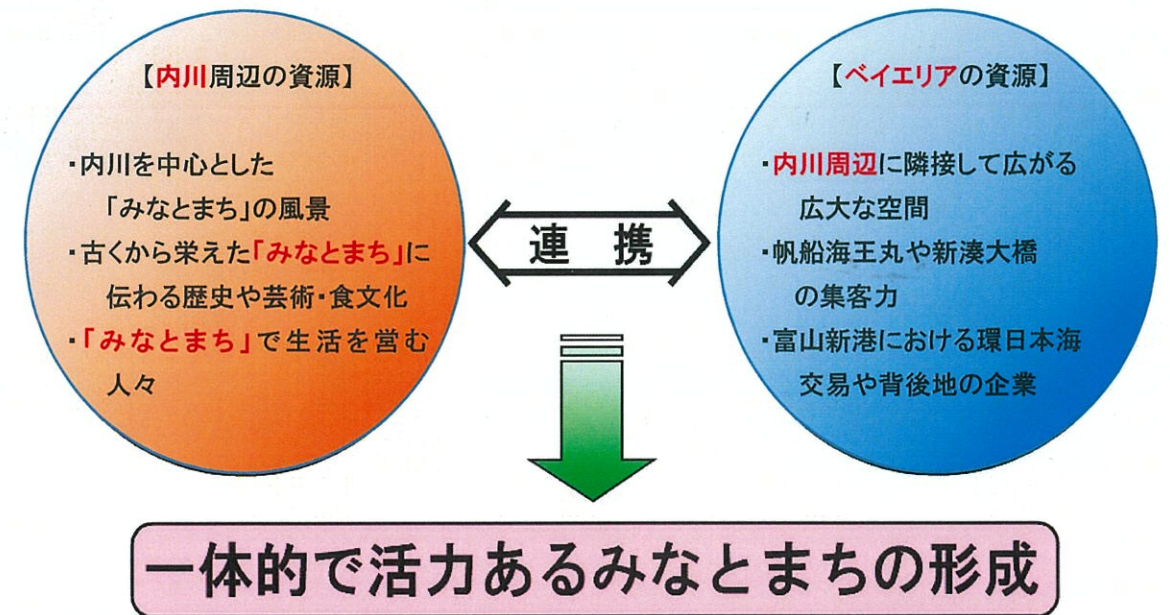 【内川周辺の資源】
・内川を中心とした
「みなとまち」の風景
・古くから栄えた「みなとまち」に
伝わる歴史や芸術・食文化
・「みなとまち」で生活を営む
人々
連携
【ベイエリアの資源】
・内川周辺に隣接して広がる
広大な空間
・帆船海王丸や新湊大橋
の集客力
・富山新港における環日本海
交易や背後地の企業
一体的で活力あるみなとまちの形成